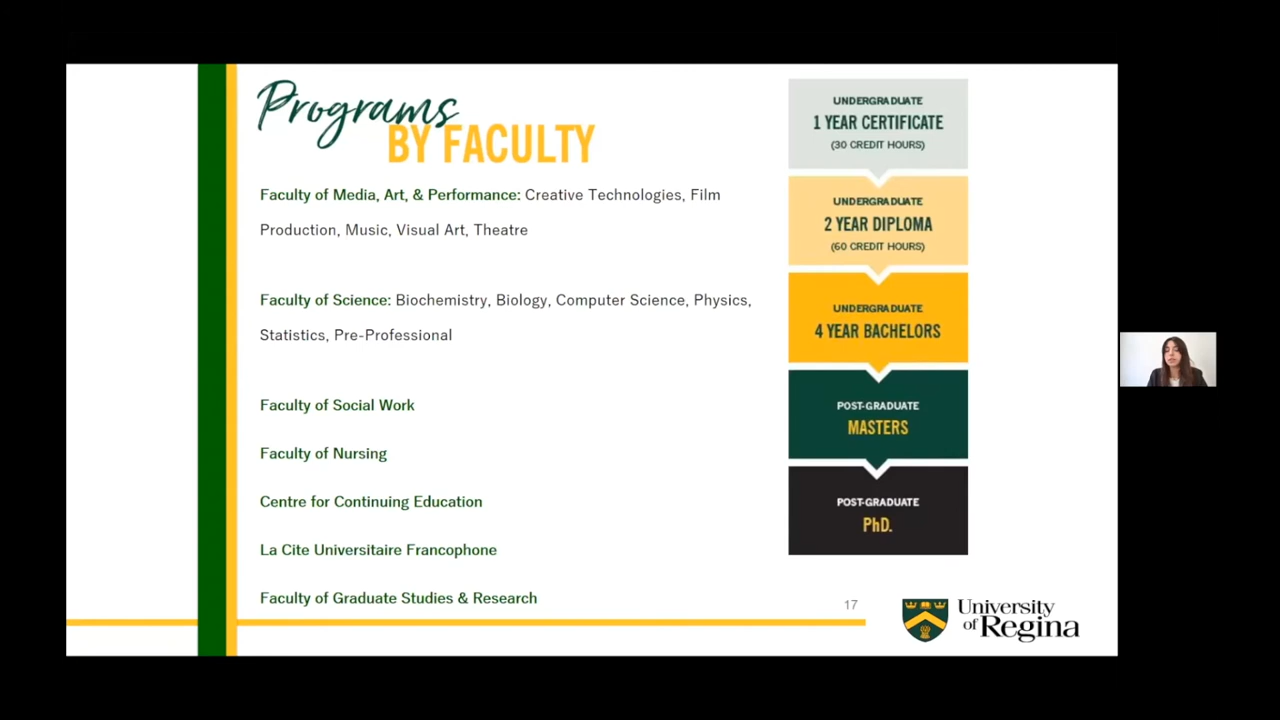 Programs
BY FACULTY
Faculty of Media, Art, & Performance: Creative Technologies, Film
Production, Music, Visual Art, Theatre
Faculty of Science: Biochemistry, Biology, Computer Science, Physics,
Statistics, Pre-Professional
Faculty of Social Work
Faculty of Nursing
Centre for Continuing Education
La Cite Universitaire Francophone
Faculty of Graduate Studies & Research
UNDERGRADUATE
1 YEAR CERTIFICATE
(30 CREDIT HOURS)
UNDERGRADUATE
2 YEAR DIPLOMA
(60 CREDIT HOURS)
UNDERGRADUATE
4 YEAR BACHELORS
POST-GRADUATE
MASTERS
POST-GRADUATE
PhD.
17
University
of Regina